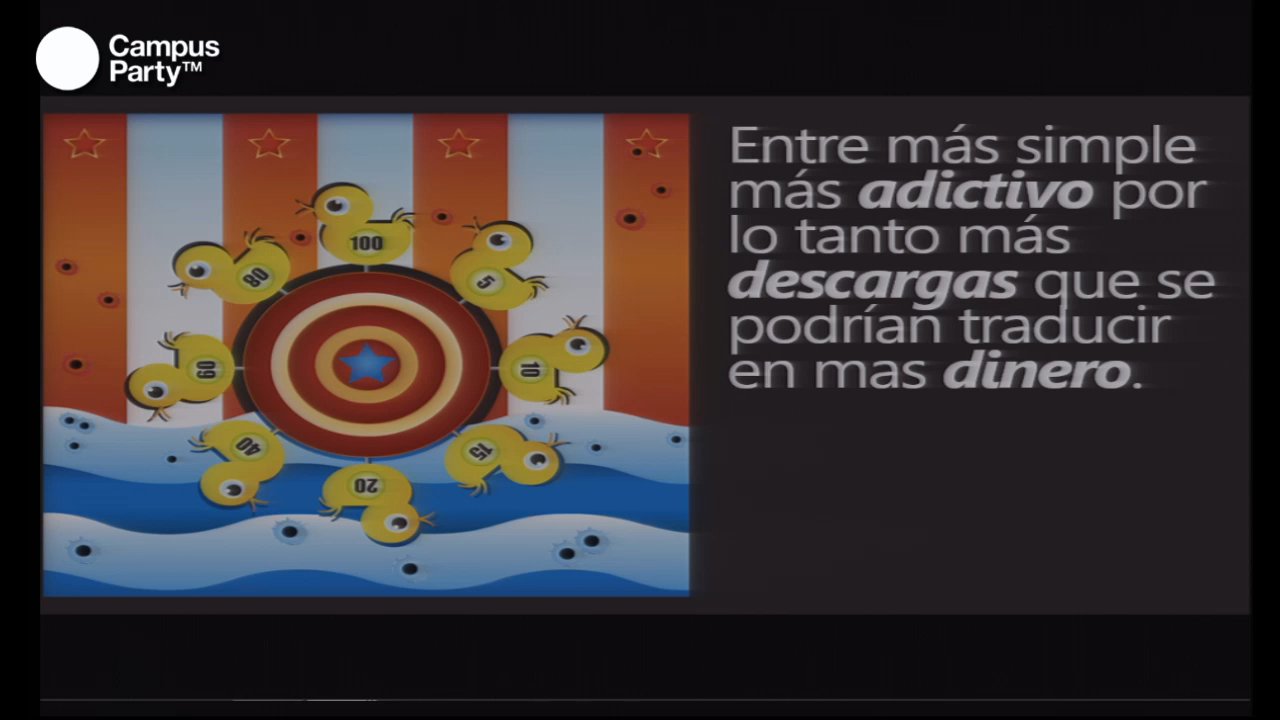 Campus
Party™
Entre más simple
más adictivo por
lo tanto más
descargas que se
podrían traducir
en mas dinero.
100
80
5
60
10
40
15
20